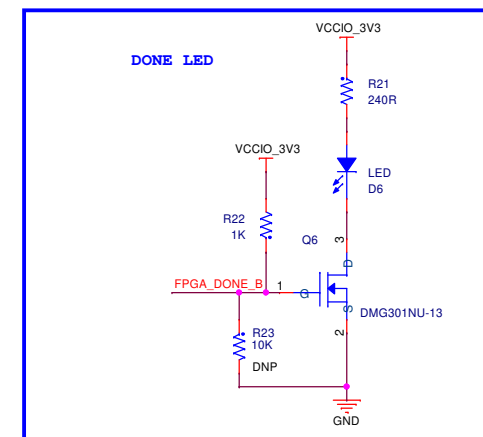 VCCIO_3V3
DONE LED
R21
240R
VCCIO_3V3
LED
D6
R22
1K
Q6
3
D
FPGA_DONE_B
1
G
DMG301NU-13
S
2
R23
10K
DNP
GND